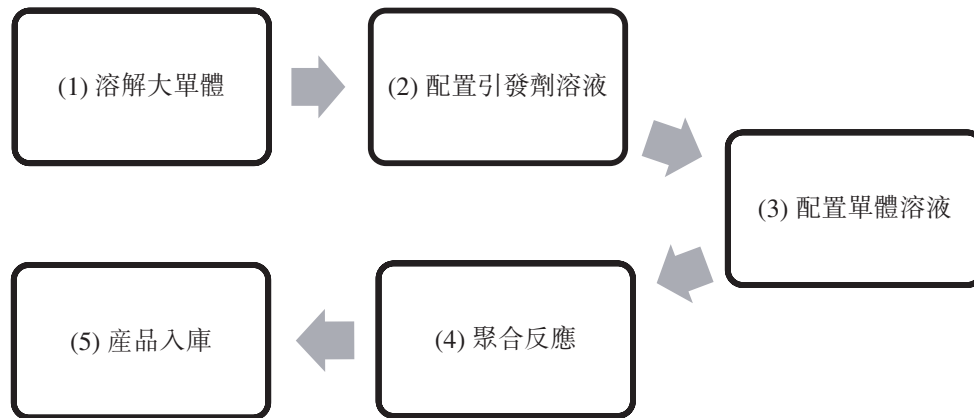 (1) 溶解大單體
(2) 配置引發劑溶液
(3) 配置單體溶液
(4) 聚合反應
(5) 産品入庫